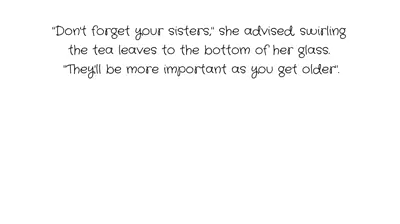 "Don't forget your sisters," she advised, swirling
the tea leaves to the bottom of her glass.
"They'll be more important as you get older".